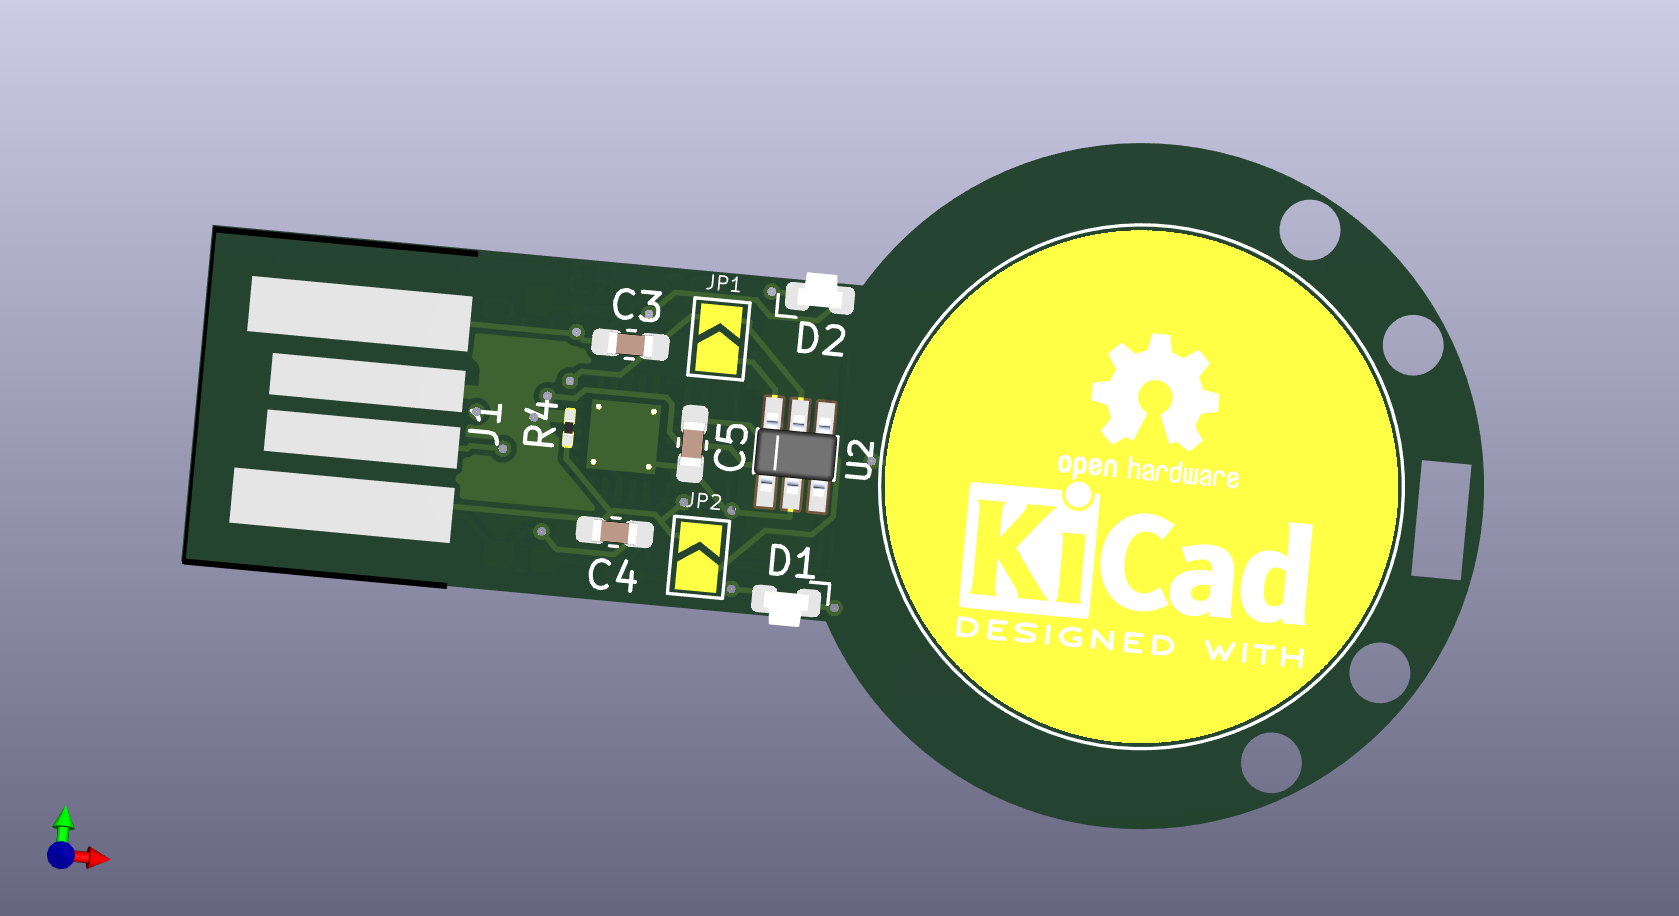 JP1
C3
D2
J1
R4
C5
U2
JP2
C4
D1
open hardware
KiCad
DESIGNED WITH